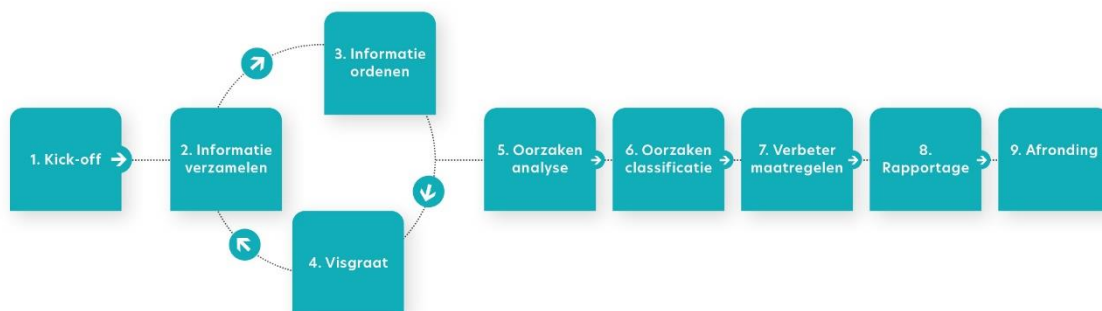 1. Kick-off
2. Informatie
verzamelen
3. Informatie
ordenen
4. Visgraat
5. Oorzaken
analyse
6. Oorzaken
classificatie
7. Verbeter
maatregelen
8.
Rapportage
9. Afronding